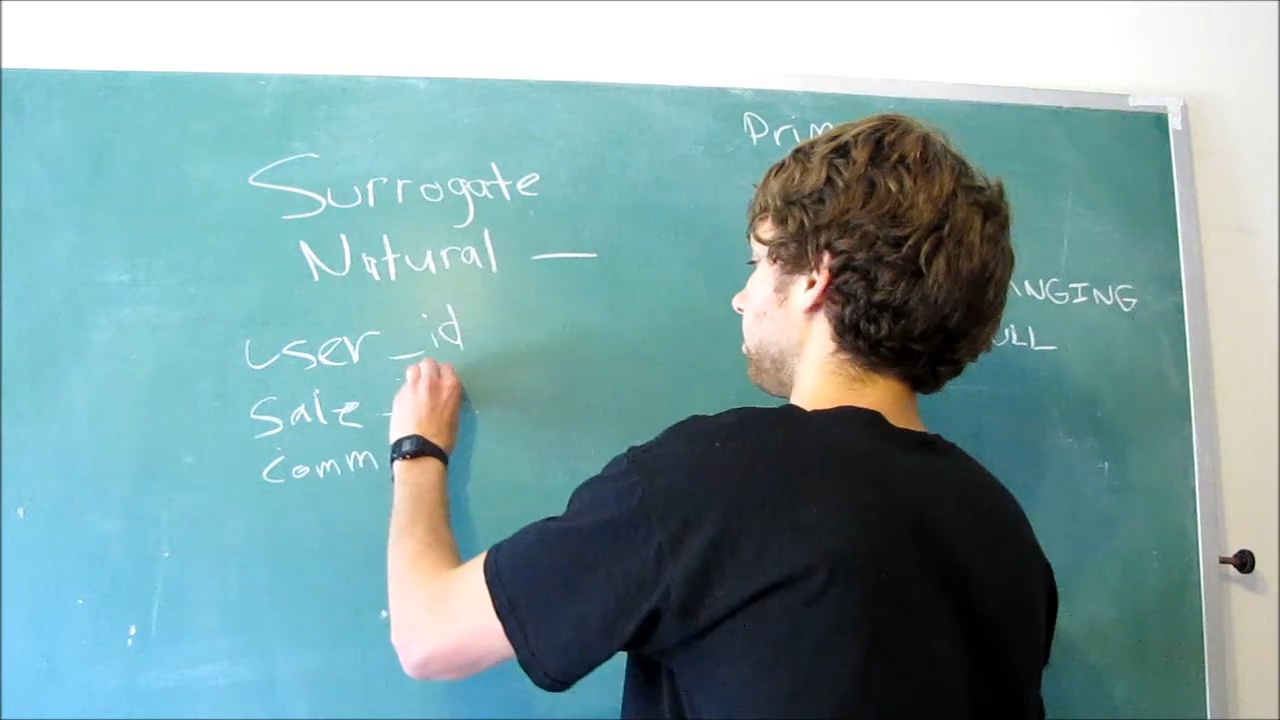 Surrogate
Natural —
user_id
sale -
comm
Prim
ANGING
ULL